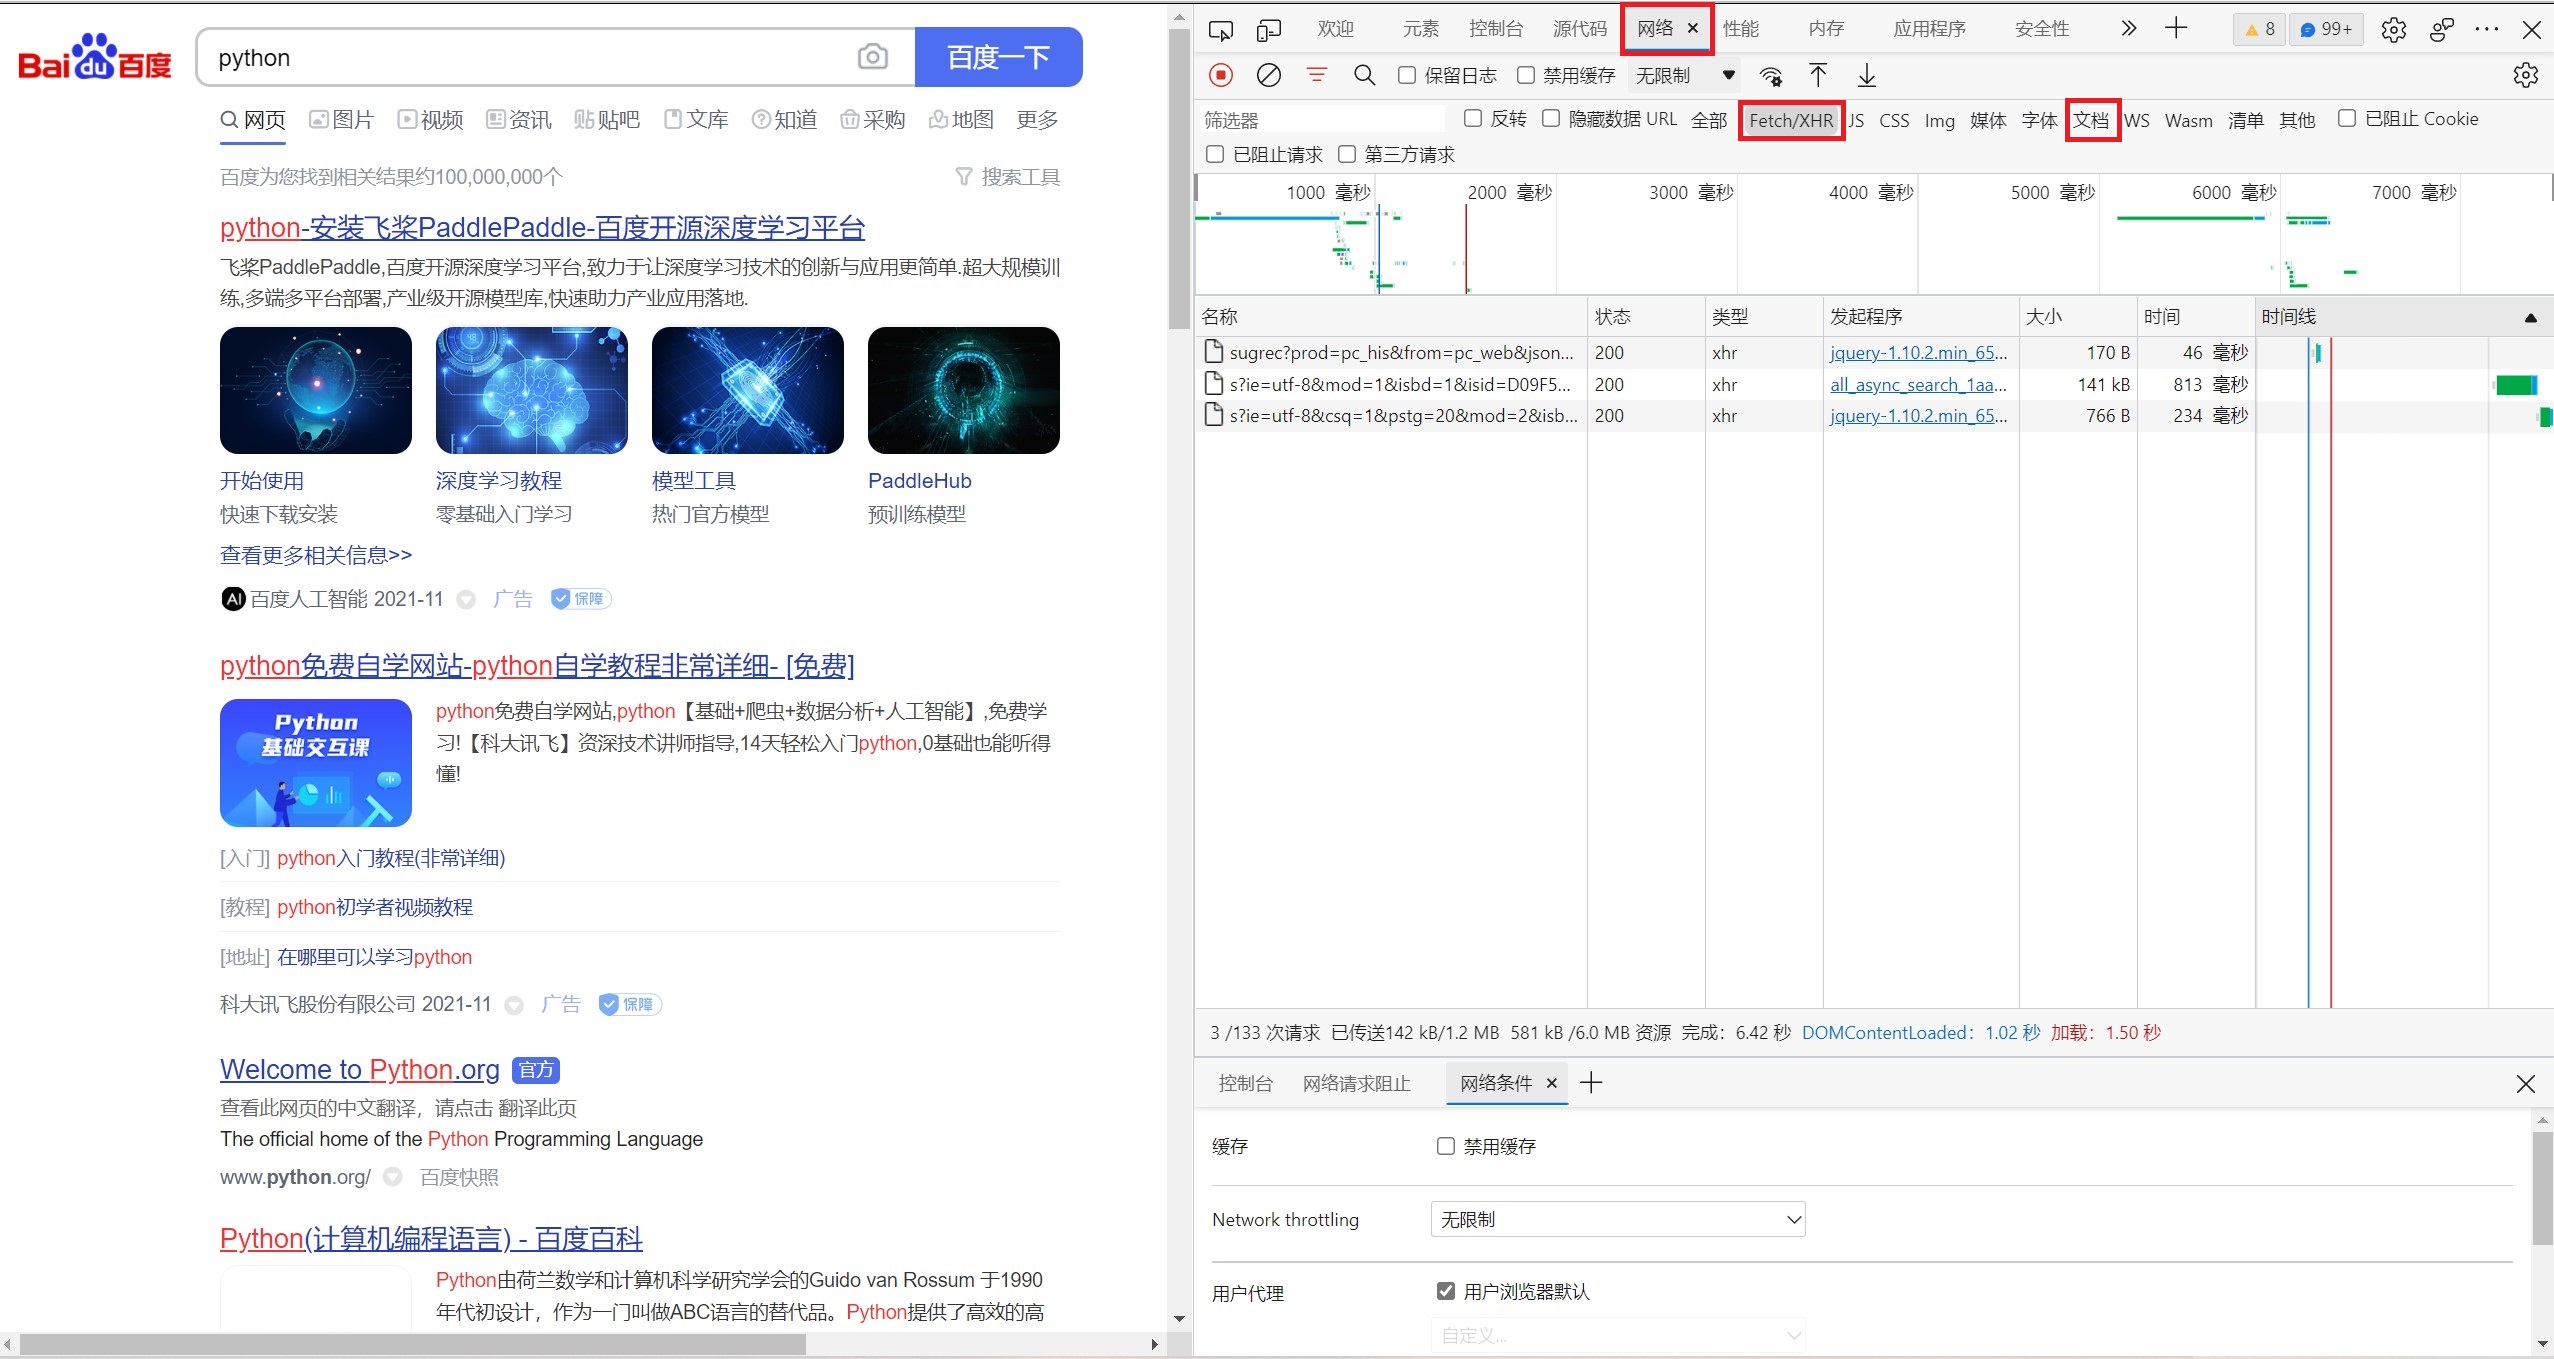 Bai du 百度
python
百度一下
网页 图片 视频 资讯 贴吧 文库 知道 采购 地图 更多
百度为您找到相关结果约100,000,000个
搜索工具
python-安装飞桨PaddlePaddle-百度开源深度学习平台
飞桨PaddlePaddle,百度开源深度学习平台,致力于让深度学习技术的创新与应用更简单.超大规模训
练,多端多平台部署,产业级开源模型库,快速助力产业应用落地.
开始使用 深度学习教程 模型工具 PaddleHub
快速下载安装 零基础入门学习 热门官方模型 预训练模型
查看更多相关信息>>
AI 百度人工智能 2021-11 广告 保障
python免费自学网站-python自学教程非常详细- [免费]
Python
基础交互课
python免费自学网站,python【基础+爬虫+数据分析+人工智能】,免费学
习!【科大讯飞】资深技术讲师指导,14天轻松入门python,0基础也能听得
懂!
[入门] python入门教程(非常详细)
[教程] python初学者视频教程
[地址] 在哪里可以学习python
科大讯飞股份有限公司 2021-11 广告 保障
Welcome to Python.org 官方
查看此网页的中文翻译，请点击 翻译此页
The official home of the Python Programming Language
www.python.org/ 百度快照
Python(计算机编程语言) - 百度百科
Python由荷兰数学和计算机科学研究学会的Guido van Rossum 于1990
年代初设计，作为一门叫做ABC语言的替代品。Python提供了高效的高
欢迎 元素 控制台 源代码 网络 性能 内存 应用程序 安全性 8 99+
保留日志 禁用缓存 无限制
筛选器 反转 隐藏数据 URL 全部 Fetch/XHR JS CSS Img 媒体 字体 文档 WS Wasm 清单 其他 已阻止 Cookie
已阻止请求 第三方请求
1000 毫秒 2000 毫秒 3000 毫秒 4000 毫秒 5000 毫秒 6000 毫秒 7000 毫秒
名称 状态 类型 发起程序 大小 时间 时间线
sugrec?prod=pc_his&from=pc_web&json... 200 xhr jquery-1.10.2.min_65... 170 B 46 毫秒
s?ie=utf-8&mod=1&isbd=1&isid=D09F5... 200 xhr all_async_search_1aa... 141 kB 813 毫秒
s?ie=utf-8&csq=1&pstg=20&mod=2&isb... 200 xhr jquery-1.10.2.min_65... 766 B 234 毫秒
3 /133 次请求 已传送142 kB/1.2 MB 581 kB /6.0 MB 资源 完成：6.42 秒 DOMContentLoaded：1.02 秒 加载：1.50 秒
控制台 网络请求阻止 网络条件
缓存 禁用缓存
Network throttling 无限制
用户代理 用户浏览器默认
自定义...